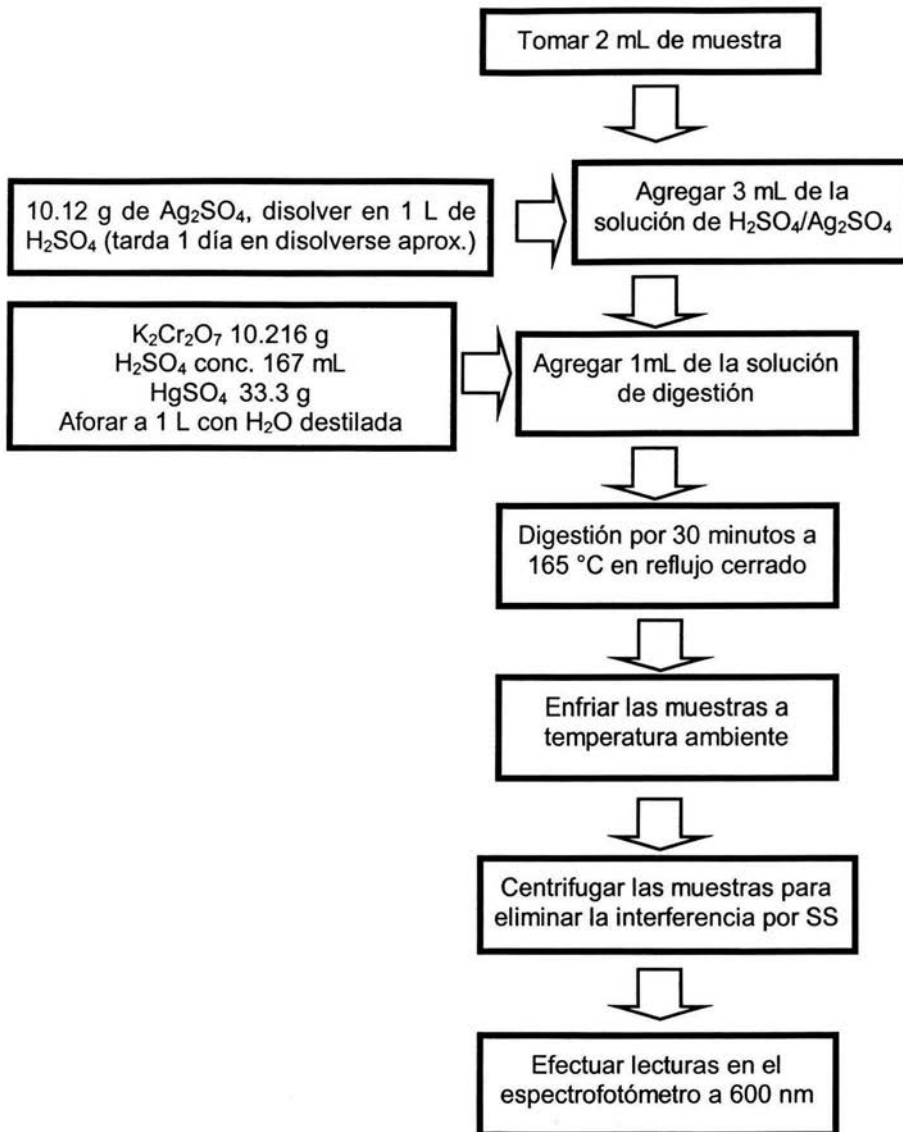 Tomar 2 mL de muestra
10.12 g de Ag₂SO₄, disolver en 1 L de
H₂SO₄ (tarda 1 día en disolverse aprox.)
Agregar 3 mL de la
solución de H₂SO₄/Ag₂SO₄
K₂Cr₂O₇ 10.216 g
H₂SO₄ conc. 167 mL
HgSO₄ 33.3 g
Aforar a 1 L con H₂O destilada
Agregar 1mL de la solución
de digestión
Digestión por 30 minutos a
165 °C en reflujo cerrado
Enfriar las muestras a
temperatura ambiente
Centrifugar las muestras para
eliminar la interferencia por SS
Efectuar lecturas en el
espectrofotómetro a 600 nm